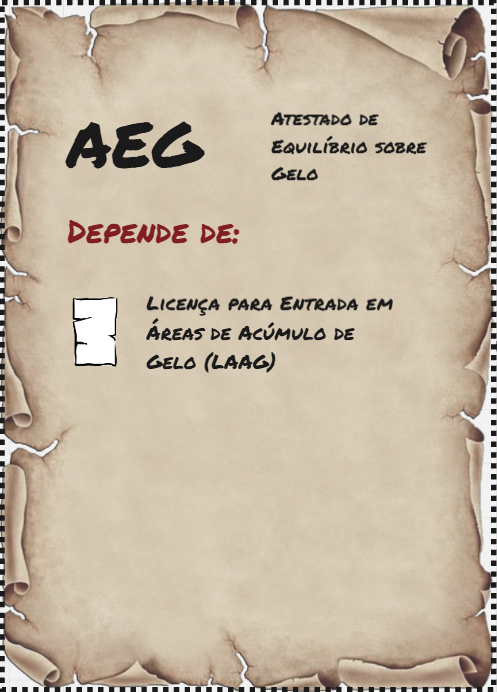 AEG
Atestado de
Equilíbrio sobre
Gelo
Depende de:
Licença para Entrada em
Áreas de Acúmulo de
Gelo (LAAG)